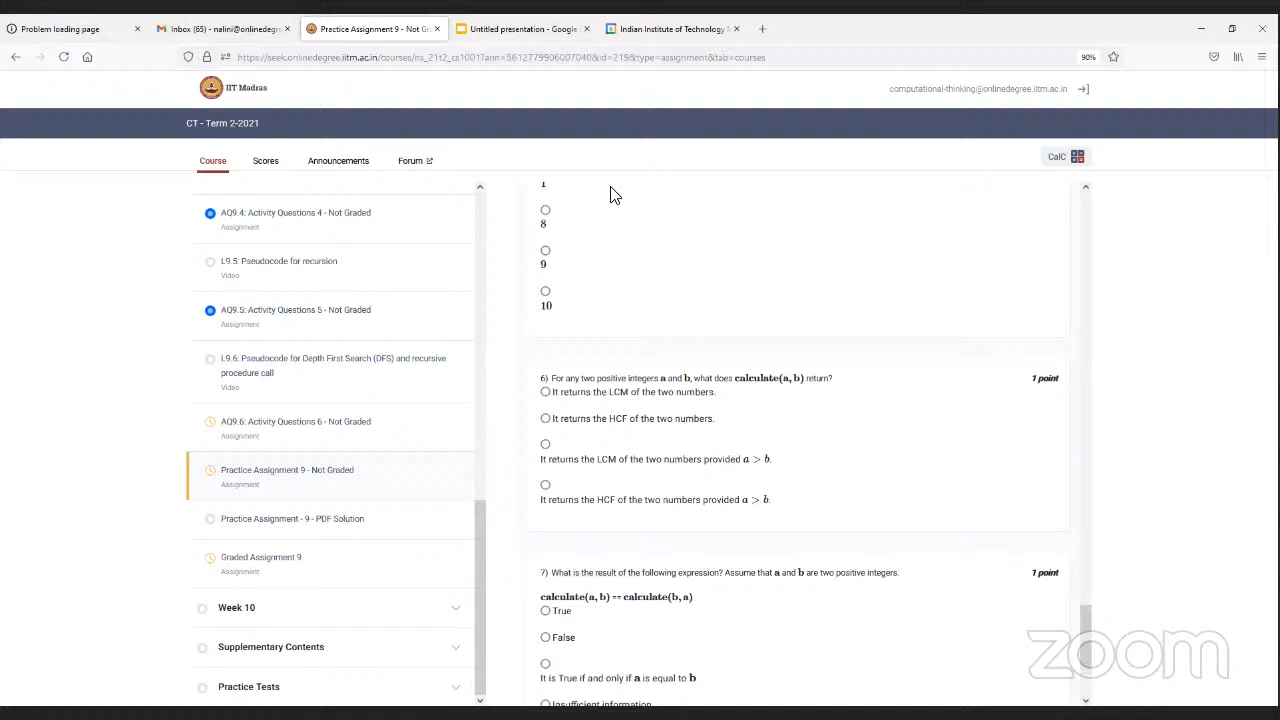 Problem loading page
Inbox (65) - nalini@onlinedegre
Practice Assignment 9 - Not Gr
Untitled presentation - Google
Indian Institute of Technology
https://seek.onlinedegree.iitm.ac.in/courses/ns_21t2_cs1001?ann=5612779906007040&id=219&type=assignment&tab=courses
90%
IIT Madras
computational-thinking@onlinedegree.iitm.ac.in
CT - Term 2-2021
Course
Scores
Announcements
Forum
CalC
AQ9.4: Activity Questions 4 - Not Graded
Assignment
L9.5: Pseudocode for recursion
Video
AQ9.5: Activity Questions 5 - Not Graded
Assignment
L9.6: Pseudocode for Depth First Search (DFS) and recursive
procedure call
Video
AQ9.6: Activity Questions 6 - Not Graded
Assignment
Practice Assignment 9 - Not Graded
Assignment
Practice Assignment - 9 - PDF Solution
Graded Assignment 9
Assignment
Week 10
Supplementary Contents
Practice Tests
1
8
9
10
6) For any two positive integers a and b, what does calculate(a, b) return?
1 point
It returns the LCM of the two numbers.
It returns the HCF of the two numbers.
It returns the LCM of the two numbers provided a > b.
It returns the HCF of the two numbers provided a > b.
7) What is the result of the following expression? Assume that a and b are two positive integers.
1 point
calculate(a, b) == calculate(b, a)
True
False
It is True if and only if a is equal to b
Insufficient information
zoom